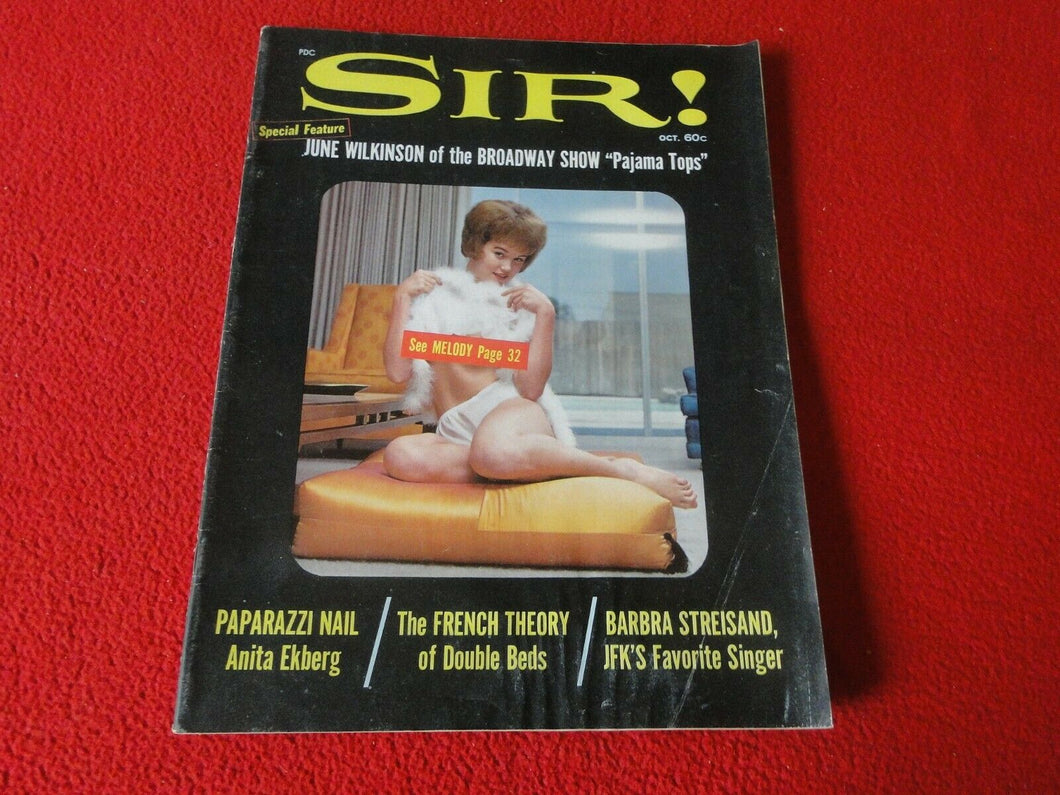 PDC
SIR!
OCT. 60C
Special Feature
JUNE WILKINSON of the BROADWAY SHOW "Pajama Tops"
See MELODY Page 32
PAPARAZZI NAIL
Anita Ekberg
The FRENCH THEORY
of Double Beds
BARBRA STREISAND,
JFK'S Favorite Singer